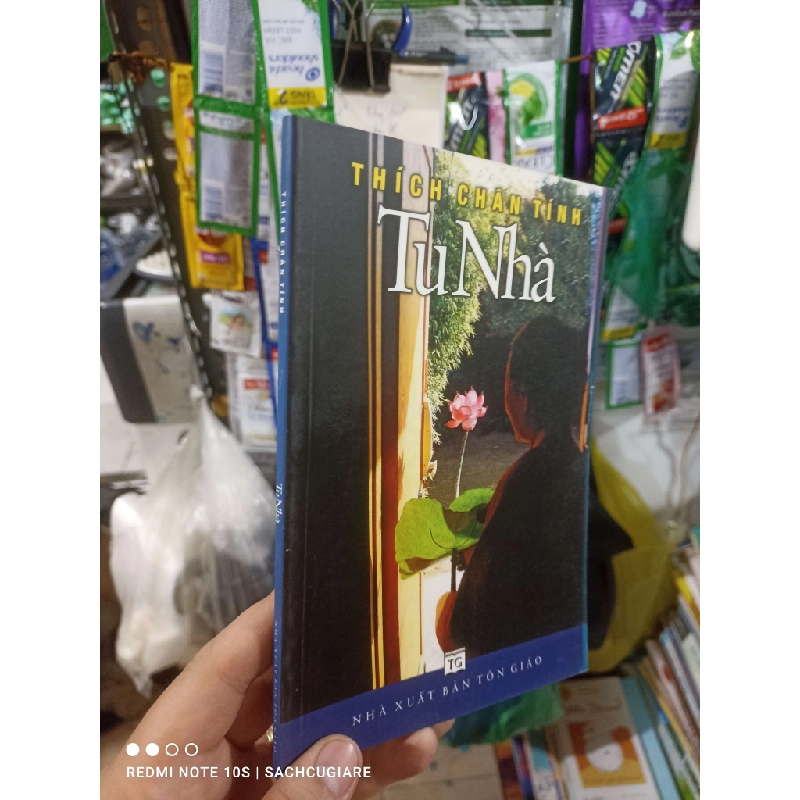 THÍCH CHÂN TÍNH
Tu Nhà
TG
NHÀ XUẤT BẢN TÔN GIÁO
THÍCH CHÂN TÍNH
Tu Nhà
REDMI NOTE 10S | SACHCUGIARE